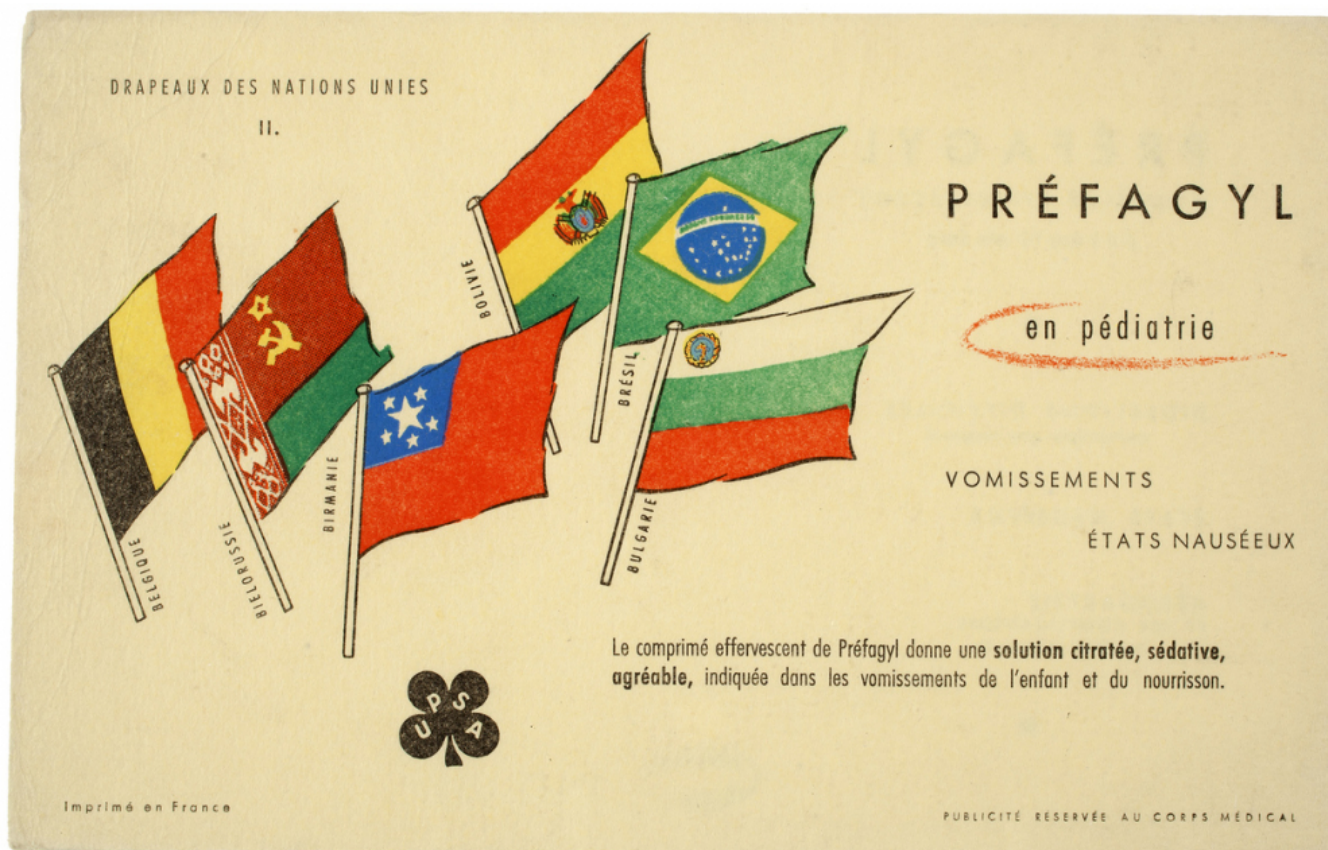 DRAPEAUX DES NATIONS UNIES
II.
BELGIQUE
BIELORUSSIE
BIRMANIE
BOLIVIE
BRÉSIL
BULGARIE
PRÉFAGYL
en pédiatrie
VOMISSEMENTS
ÉTATS NAUSÉEUX
Le comprimé effervescent de Préfagyl donne une solution citratée, sédative,
agréable, indiquée dans les vomissements de l'enfant et du nourrisson.
UPSA
Imprimé en France
PUBLICITÉ RÉSERVÉE AU CORPS MÉDICAL